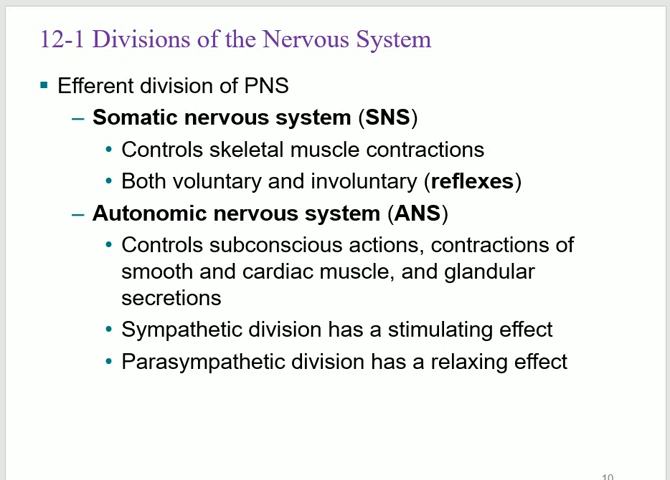 12-1 Divisions of the Nervous System
▪ Efferent division of PNS
– Somatic nervous system (SNS)
• Controls skeletal muscle contractions
• Both voluntary and involuntary (reflexes)
– Autonomic nervous system (ANS)
• Controls subconscious actions, contractions of
smooth and cardiac muscle, and glandular
secretions
• Sympathetic division has a stimulating effect
• Parasympathetic division has a relaxing effect
10